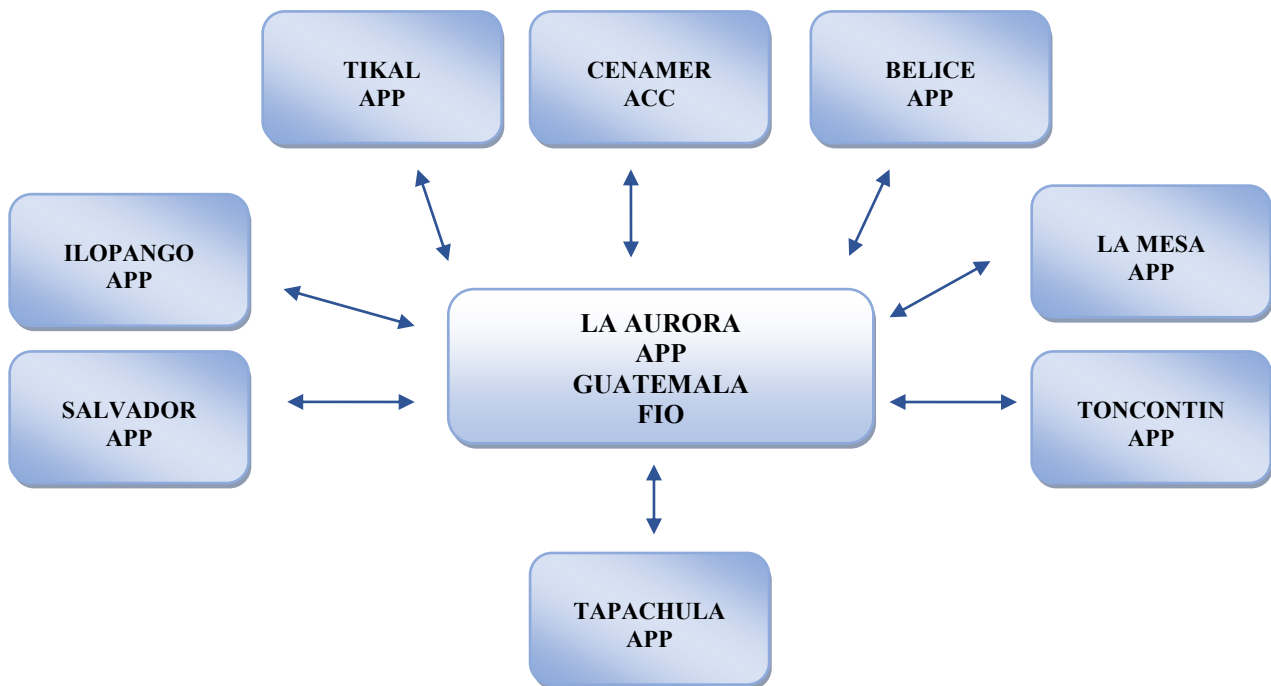 TIKAL
APP
CENAMER
ACC
BELICE
APP
ILOPANGO
APP
LA MESA
APP
LA AURORA
APP
GUATEMALA
FIO
SALVADOR
APP
TONCONTIN
APP
TAPACHULA
APP